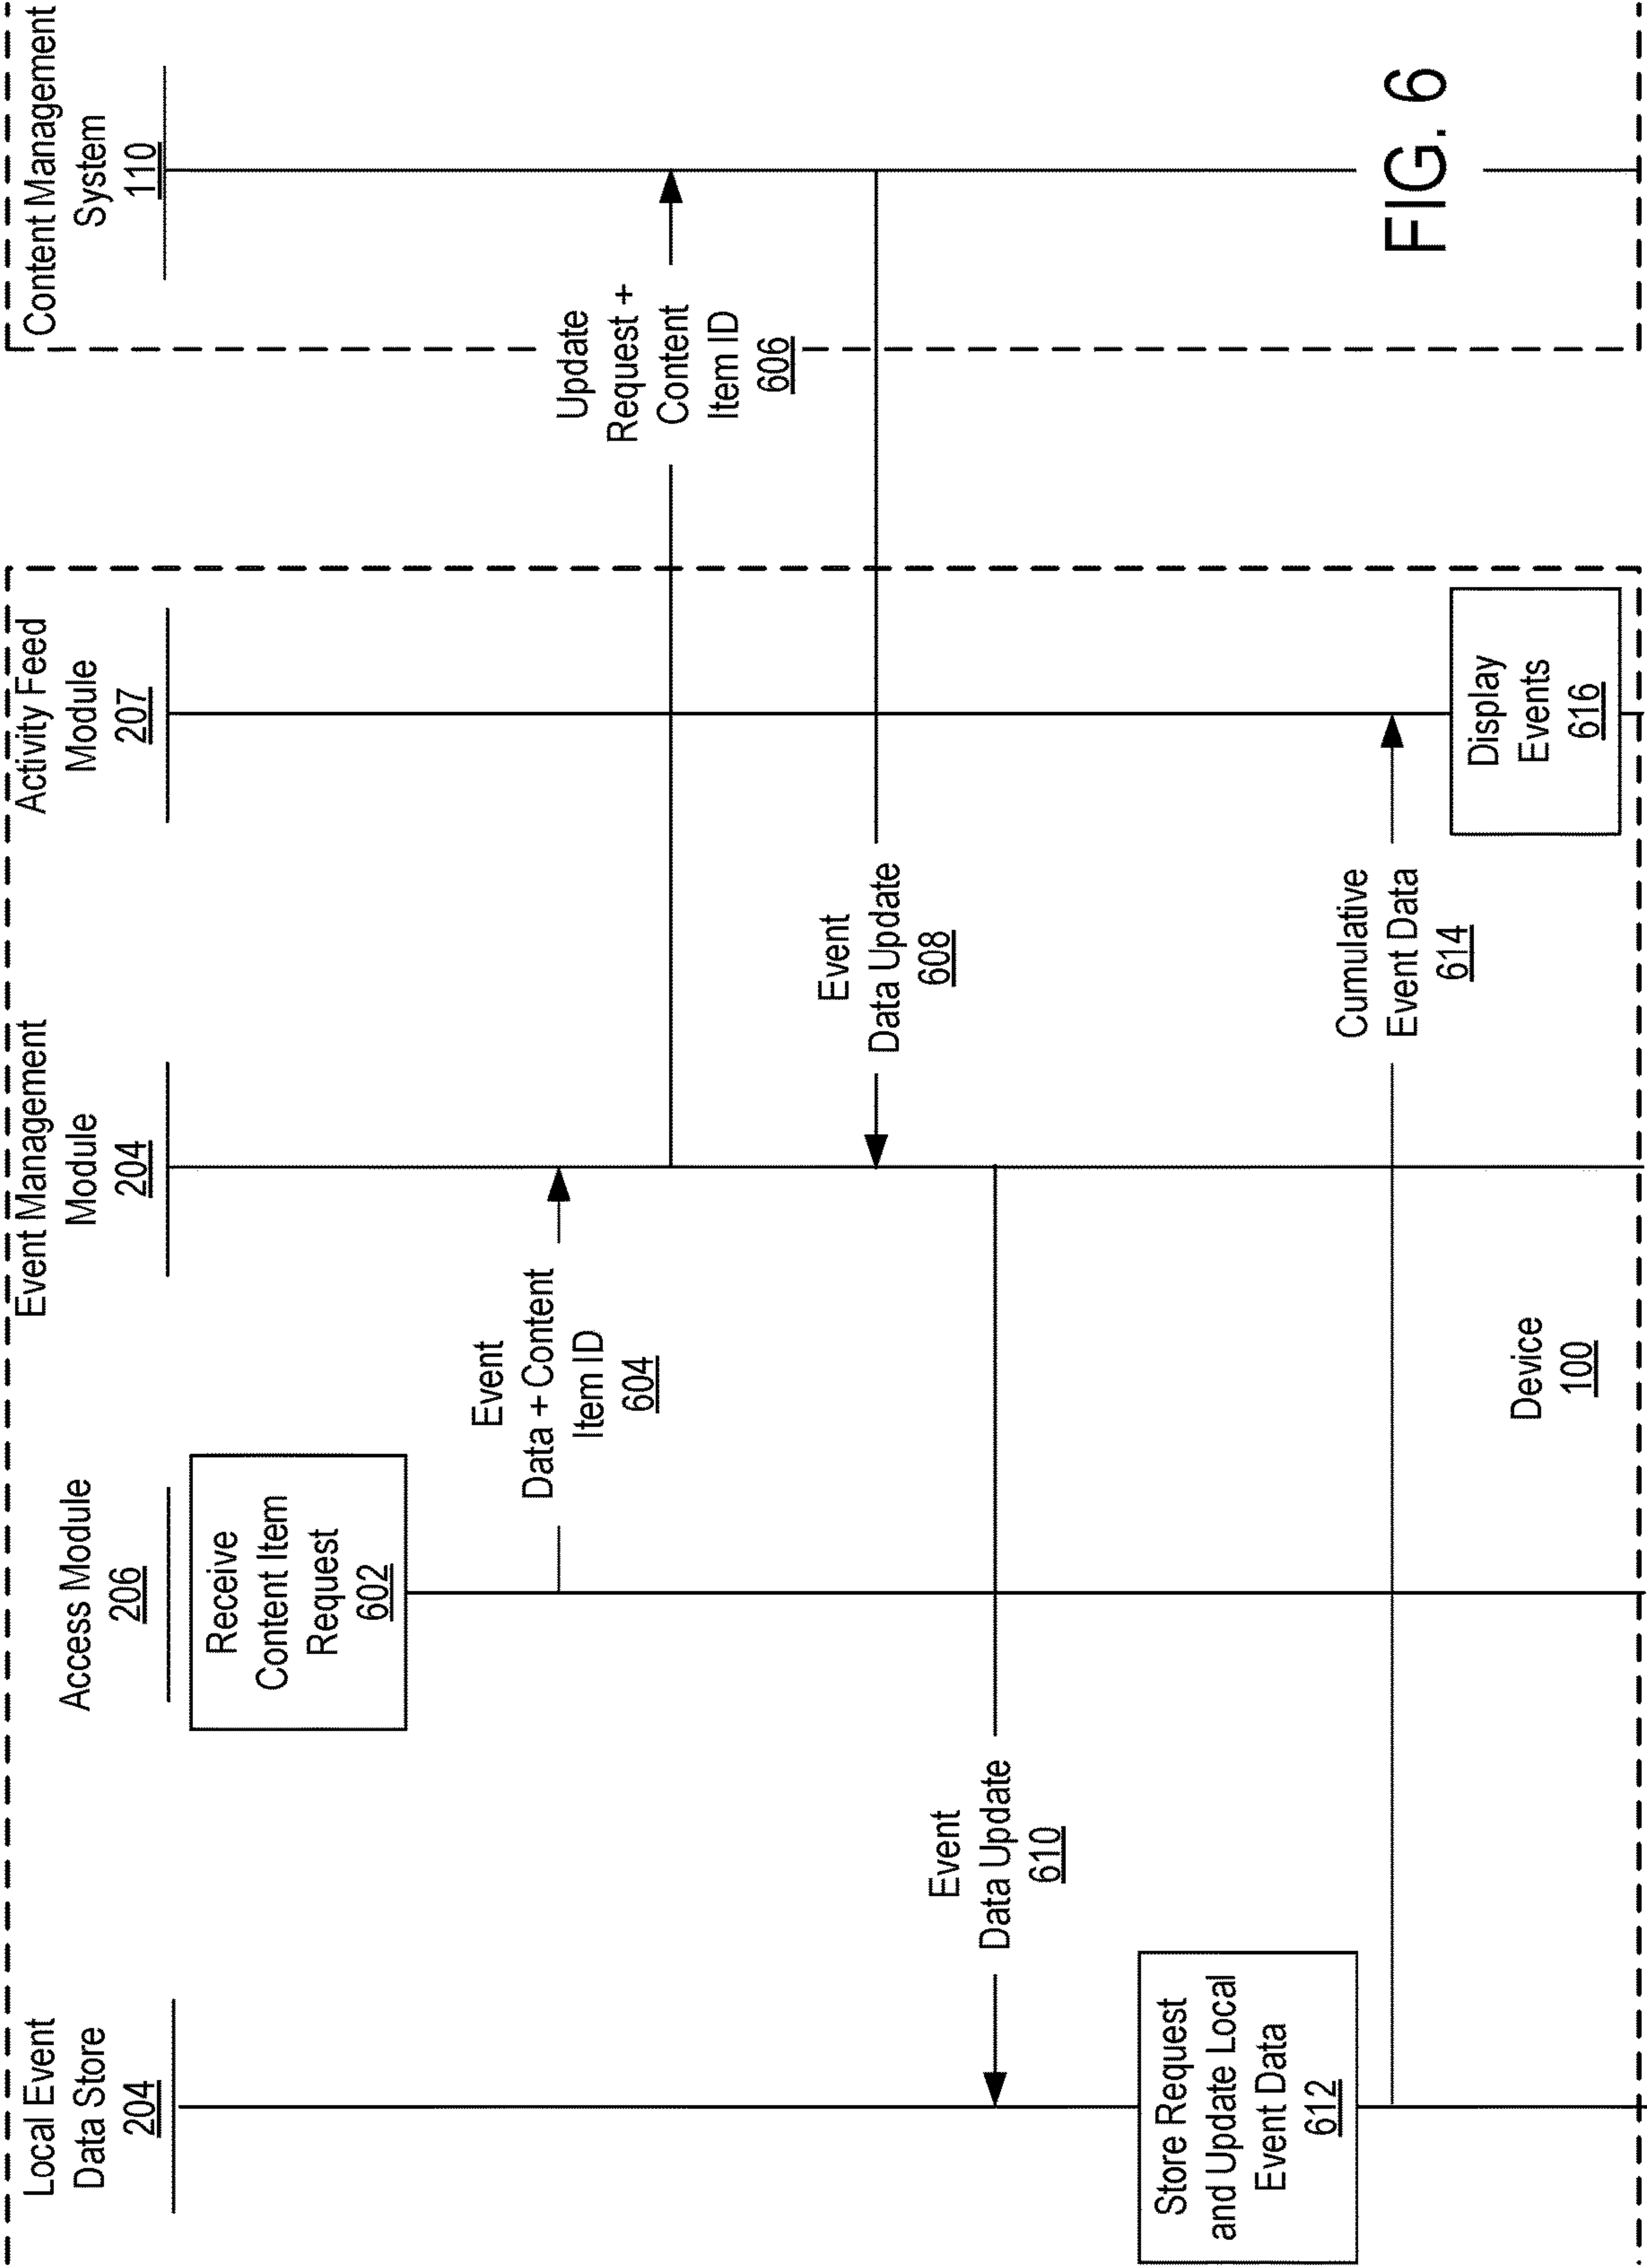 Local Event
Data Store
204
Access Module
206
Event Management
Module
204
Activity Feed
Module
207
Content Management
System
110
Receive
Content Item
Request
602
Event
Data + Content
Item ID
604
Update
Request +
Content
Item ID
606
Event
Data Update
608
Event
Data Update
610
Store Request
and Update Local
Event Data
612
Cumulative
Event Data
614
Display
Events
616
Device
100
FIG. 6